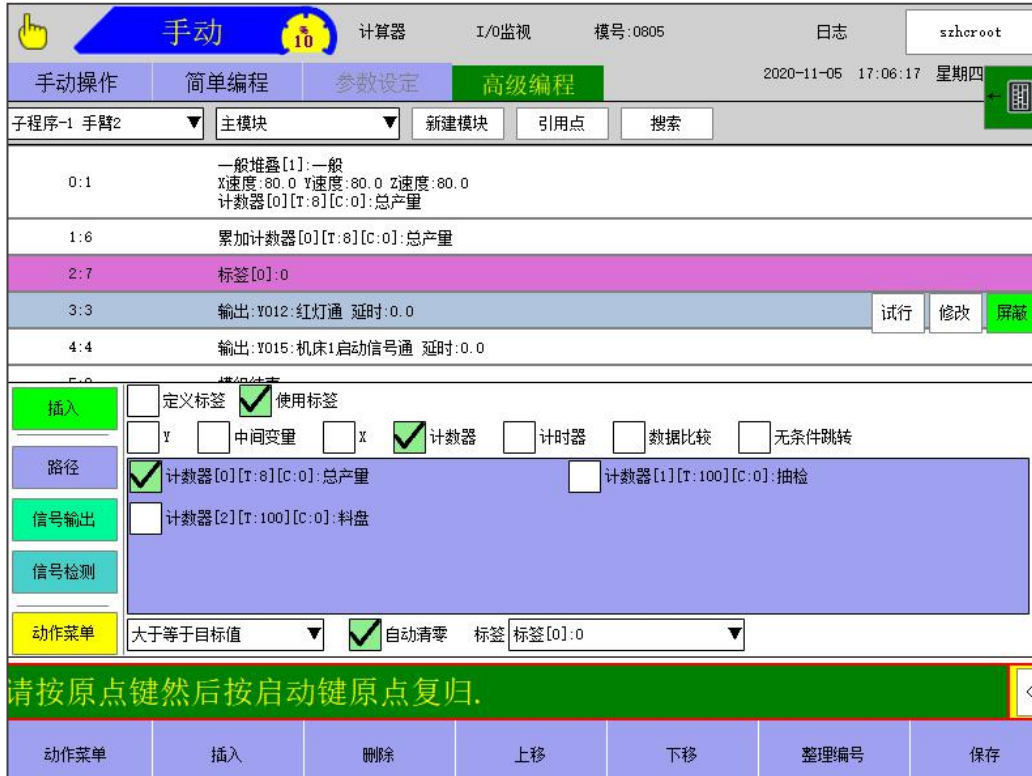 手动 %10 计算器 I/O监视 模号:0805 日志 szhcroot
手动操作 简单编程 参数设定 高级编程 2020-11-05 17:06:17 星期四
子程序-1 手臂2 主模块 新建模块 引用点 搜索
0:1
一般堆叠[1]:一般
X速度:80.0 Y速度:80.0 Z速度:80.0
计数器[0][T:8][C:0]:总产量
1:6 累加计数器[0][T:8][C:0]:总产量
2:7 标签[0]:0
3:3 输出:Y012:红灯通 延时:0.0 试行 修改 屏蔽
4:4 输出:Y015:机床1启动信号通 延时:0.0
插入 定义标签 使用标签
Y 中间变量 X 计数器 计时器 数据比较 无条件跳转
路径 计数器[0][T:8][C:0]:总产量 计数器[1][T:100][C:0]:抽检
信号输出 计数器[2][T:100][C:0]:料盘
信号检测
动作菜单 大于等于目标值 自动清零 标签 标签[0]:0
请按原点键然后按启动键原点复归.
动作菜单 插入 删除 上移 下移 整理编号 保存